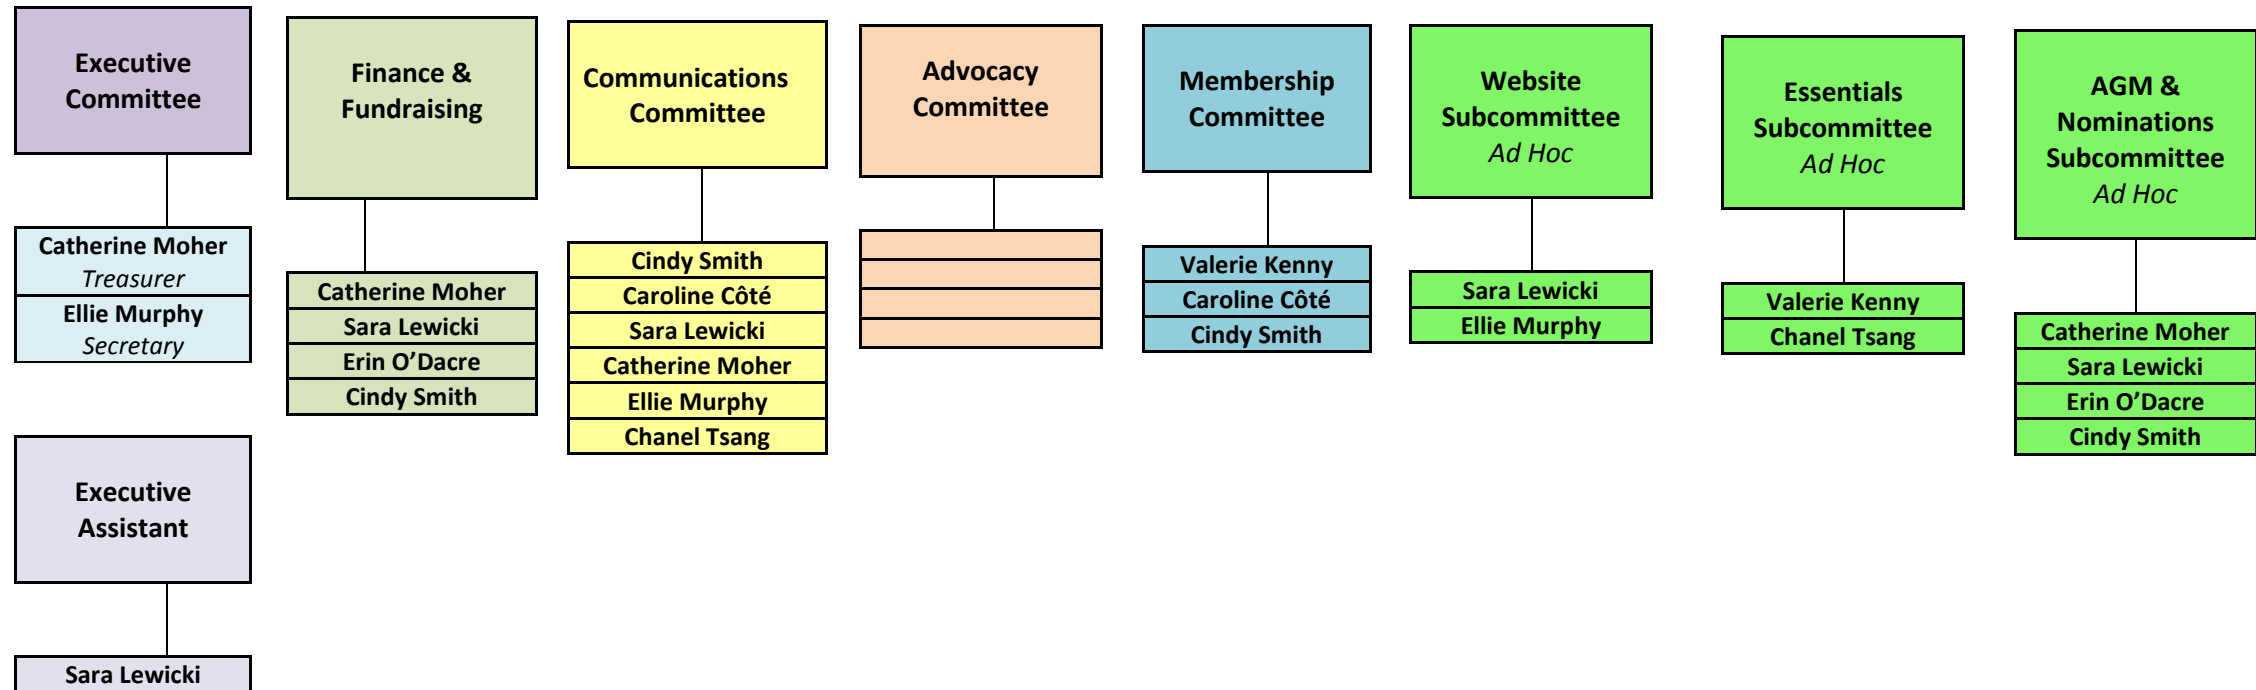 Executive
Committee
Catherine Moher
Treasurer
Ellie Murphy
Secretary
Executive
Assistant
Sara Lewicki
Finance &
Fundraising
Catherine Moher
Sara Lewicki
Erin O’Dacre
Cindy Smith
Communications
Committee
Cindy Smith
Caroline Côté
Sara Lewicki
Catherine Moher
Ellie Murphy
Chanel Tsang
Advocacy
Committee
Membership
Committee
Valerie Kenny
Caroline Côté
Cindy Smith
Website
Subcommittee
Ad Hoc
Sara Lewicki
Ellie Murphy
Essentials
Subcommittee
Ad Hoc
Valerie Kenny
Chanel Tsang
AGM &
Nominations
Subcommittee
Ad Hoc
Catherine Moher
Sara Lewicki
Erin O’Dacre
Cindy Smith